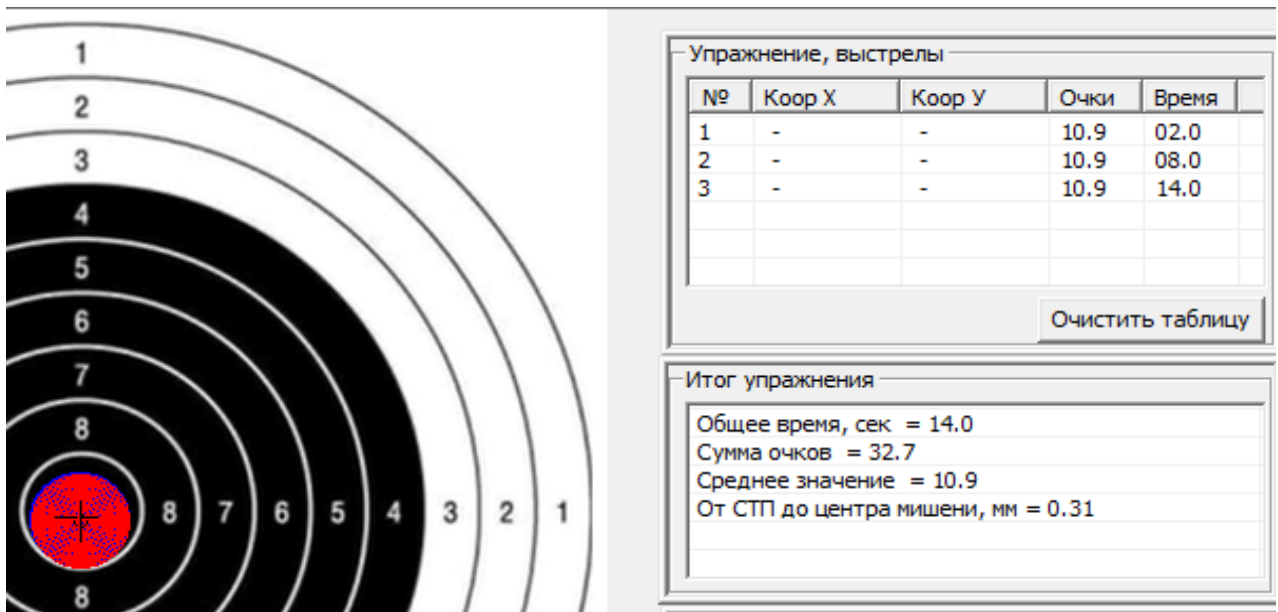 1
2
3
4
5
6
7
8
8 7 6 5 4 3 2 1
8
Упражнение, выстрелы
№ Коор X Коор У Очки Время
1 - - 10.9 02.0
2 - - 10.9 08.0
3 - - 10.9 14.0
Очистить таблицу
Итог упражнения
Общее время, сек = 14.0
Сумма очков = 32.7
Среднее значение = 10.9
От СТП до центра мишени, мм = 0.31